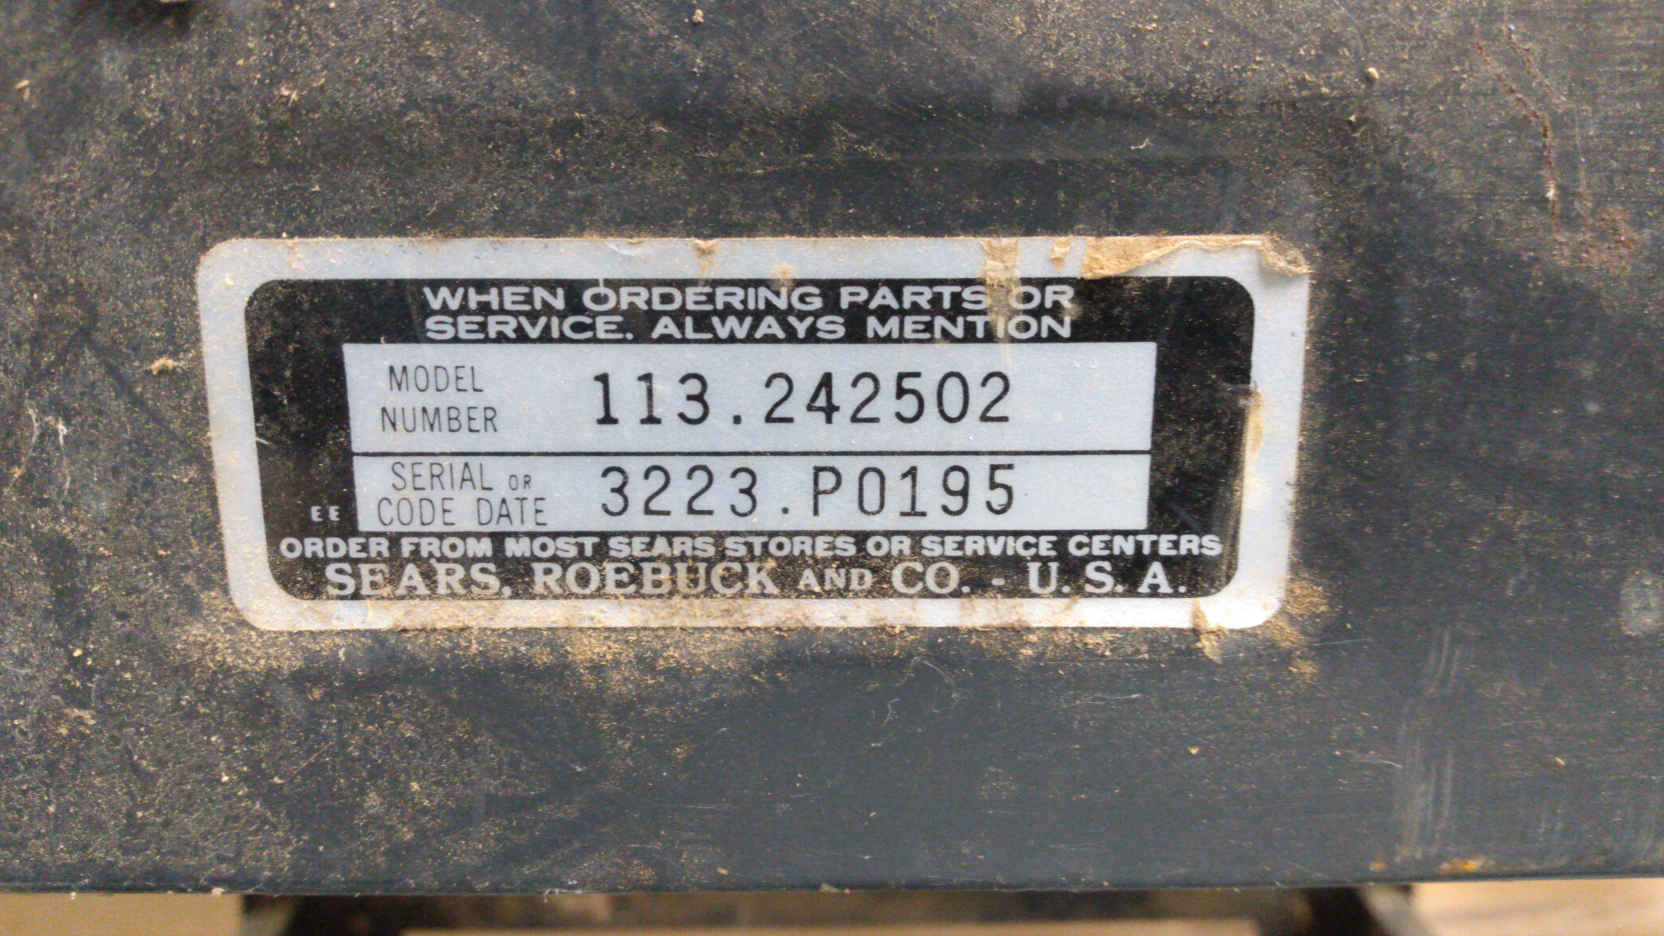 WHEN ORDERING PARTS OR
SERVICE. ALWAYS MENTION
MODEL
NUMBER 113.242502
SERIAL OR
CODE DATE 3223.P0195
EE
ORDER FROM MOST SEARS STORES OR SERVICE CENTERS
SEARS, ROEBUCK AND CO. - U. S. A.